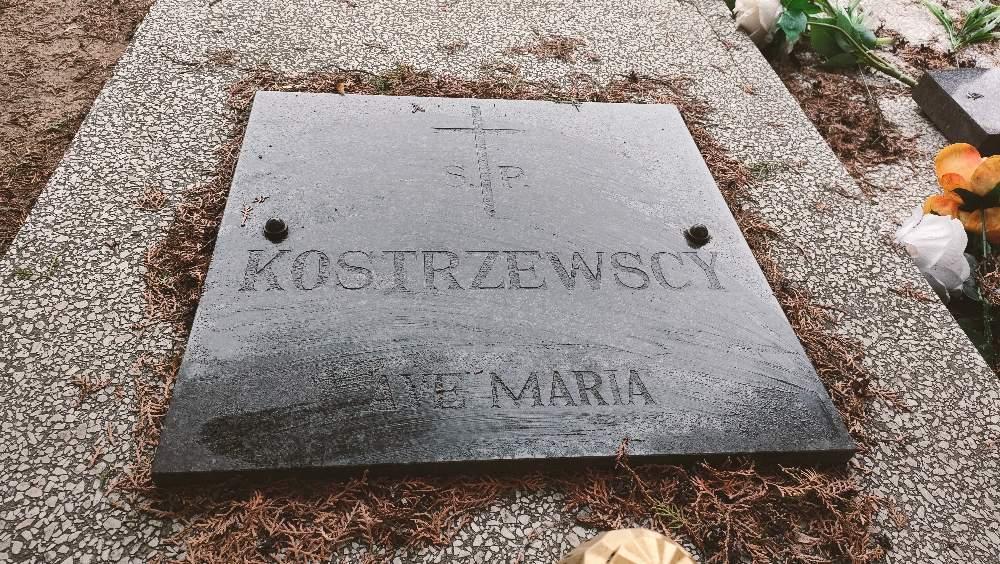 S. P.
KOSTRZEWSCY
AVE MARIA